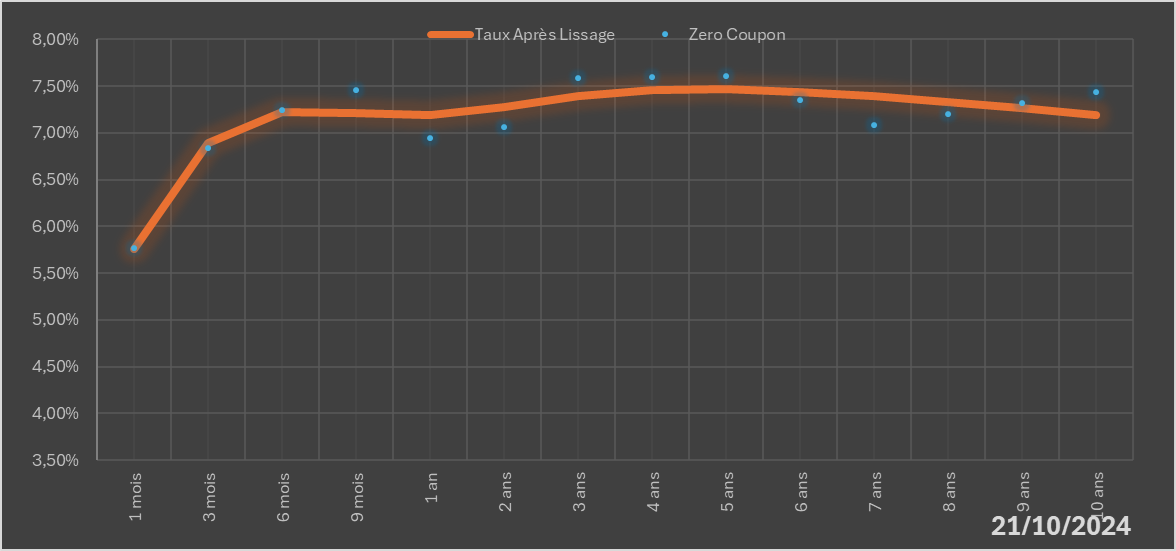 Taux Après Lissage
Zero Coupon
8,00%
7,50%
7,00%
6,50%
6,00%
5,50%
5,00%
4,50%
4,00%
3,50%
1 mois
3 mois
6 mois
9 mois
1 an
2 ans
3 ans
4 ans
5 ans
6 ans
7 ans
8 ans
9 ans
10 ans
21/10/2024